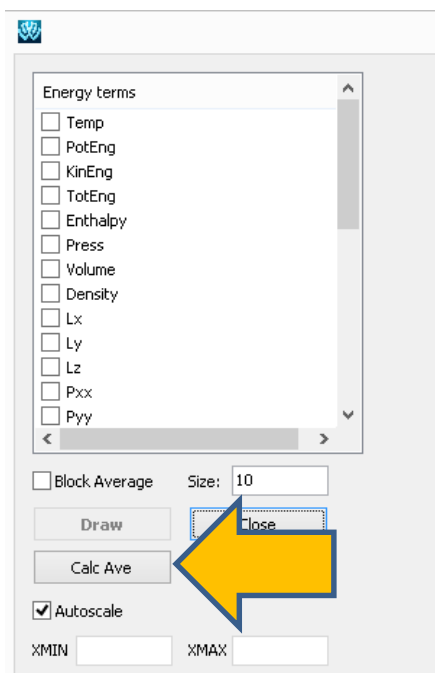 Energy terms
Temp
PotEng
KinEng
TotEng
Enthalpy
Press
Volume
Density
Lx
Ly
Lz
Pxx
Pyy
Block Average Size: 10
Draw Close
Calc Ave
Autoscale
XMIN XMAX